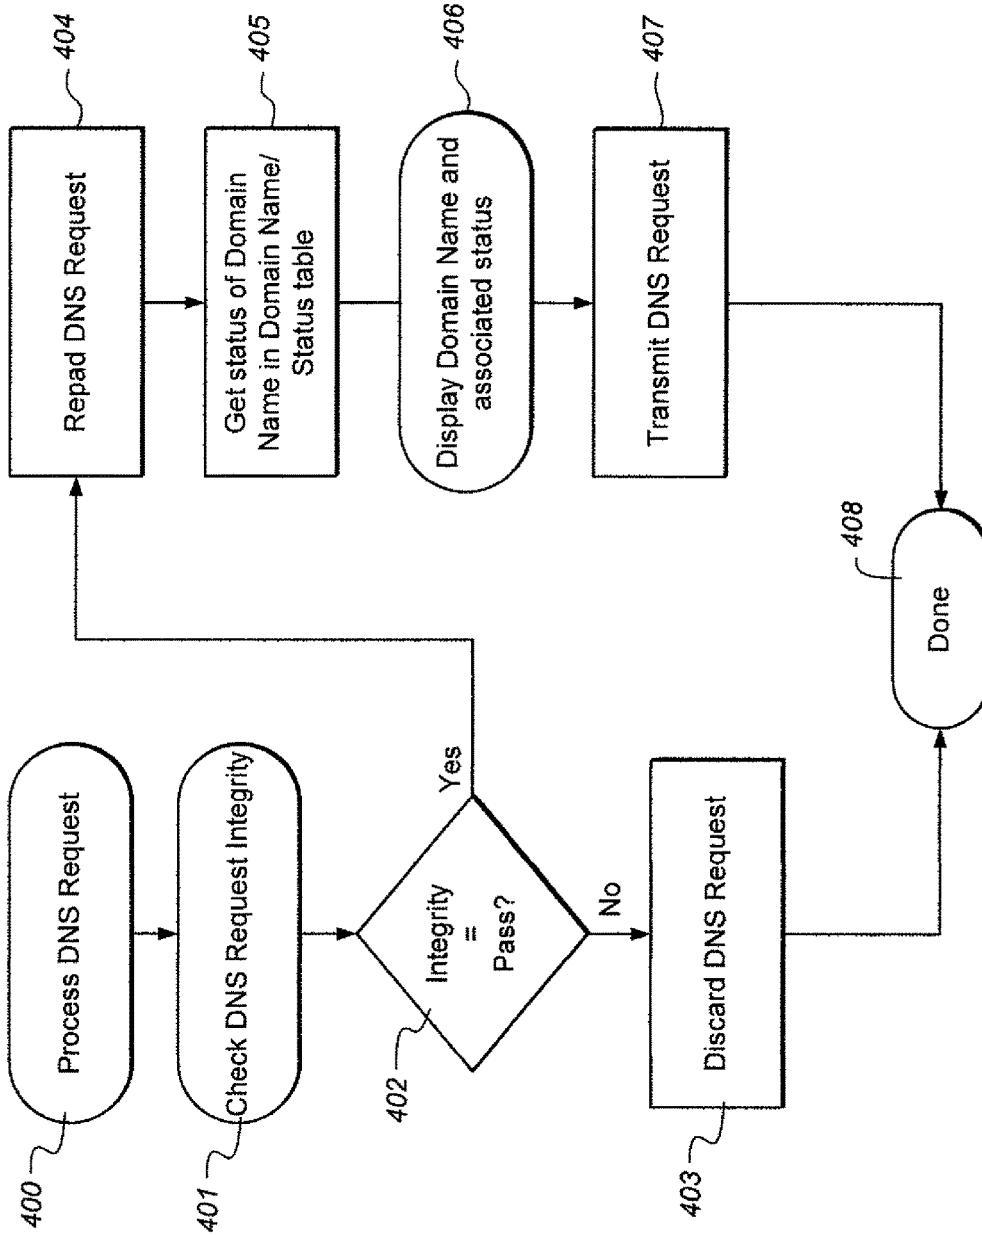 400
Process DNS Request
401
Check DNS Request Integrity
402
Integrity
=
Pass?
Yes
No
403
Discard DNS Request
404
Repad DNS Request
405
Get status of Domain
Name in Domain Name/
Status table
406
Display Domain Name and
associated status
407
Transmit DNS Request
408
Done